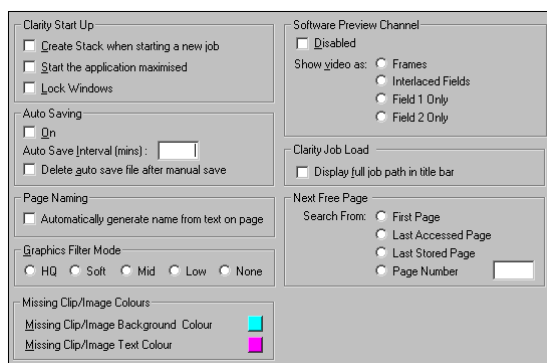 Clarity Start Up
Create Stack when starting a new job
Start the application maximised
Lock Windows
Auto Saving
On
Auto Save Interval (mins) :
Delete auto save file after manual save
Page Naming
Automatically generate name from text on page
Graphics Filter Mode
HQ Soft Mid Low None
Missing Clip/Image Colours
Missing Clip/Image Background Colour
Missing Clip/Image Text Colour
Software Preview Channel
Disabled
Show video as: Frames
Interlaced Fields
Field 1 Only
Field 2 Only
Clarity Job Load
Display full job path in title bar
Next Free Page
Search From: First Page
Last Accessed Page
Last Stored Page
Page Number